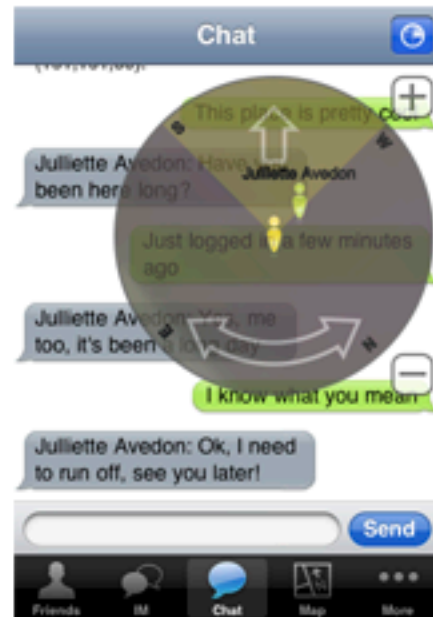 Chat
This place is pretty cool
Julliette Avedon: Have you
been here long?
Julliette Avedon
S
W
Just logged in a few minutes
ago
Julliette Avedon: Yes, me
too, it's been a long day
E
N
I know what you mean
Julliette Avedon: Ok, I need
to run off, see you later!
Send
Friends
IM
Chat
Map
More